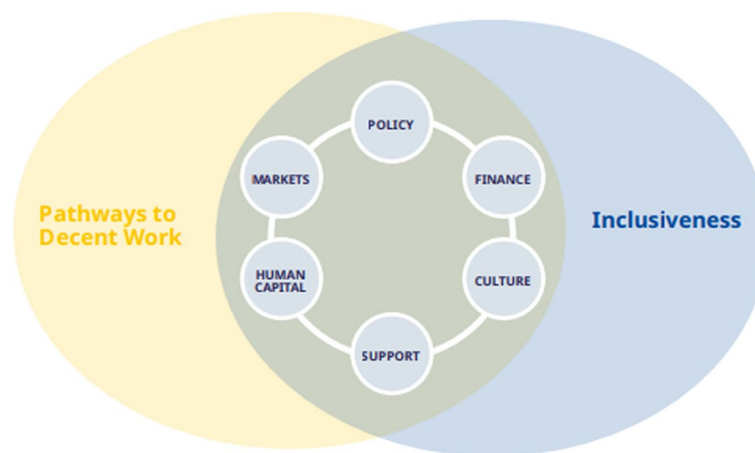 POLICY
MARKETS
FINANCE
Pathways to
Decent Work
Inclusiveness
HUMAN
CAPITAL
CULTURE
SUPPORT